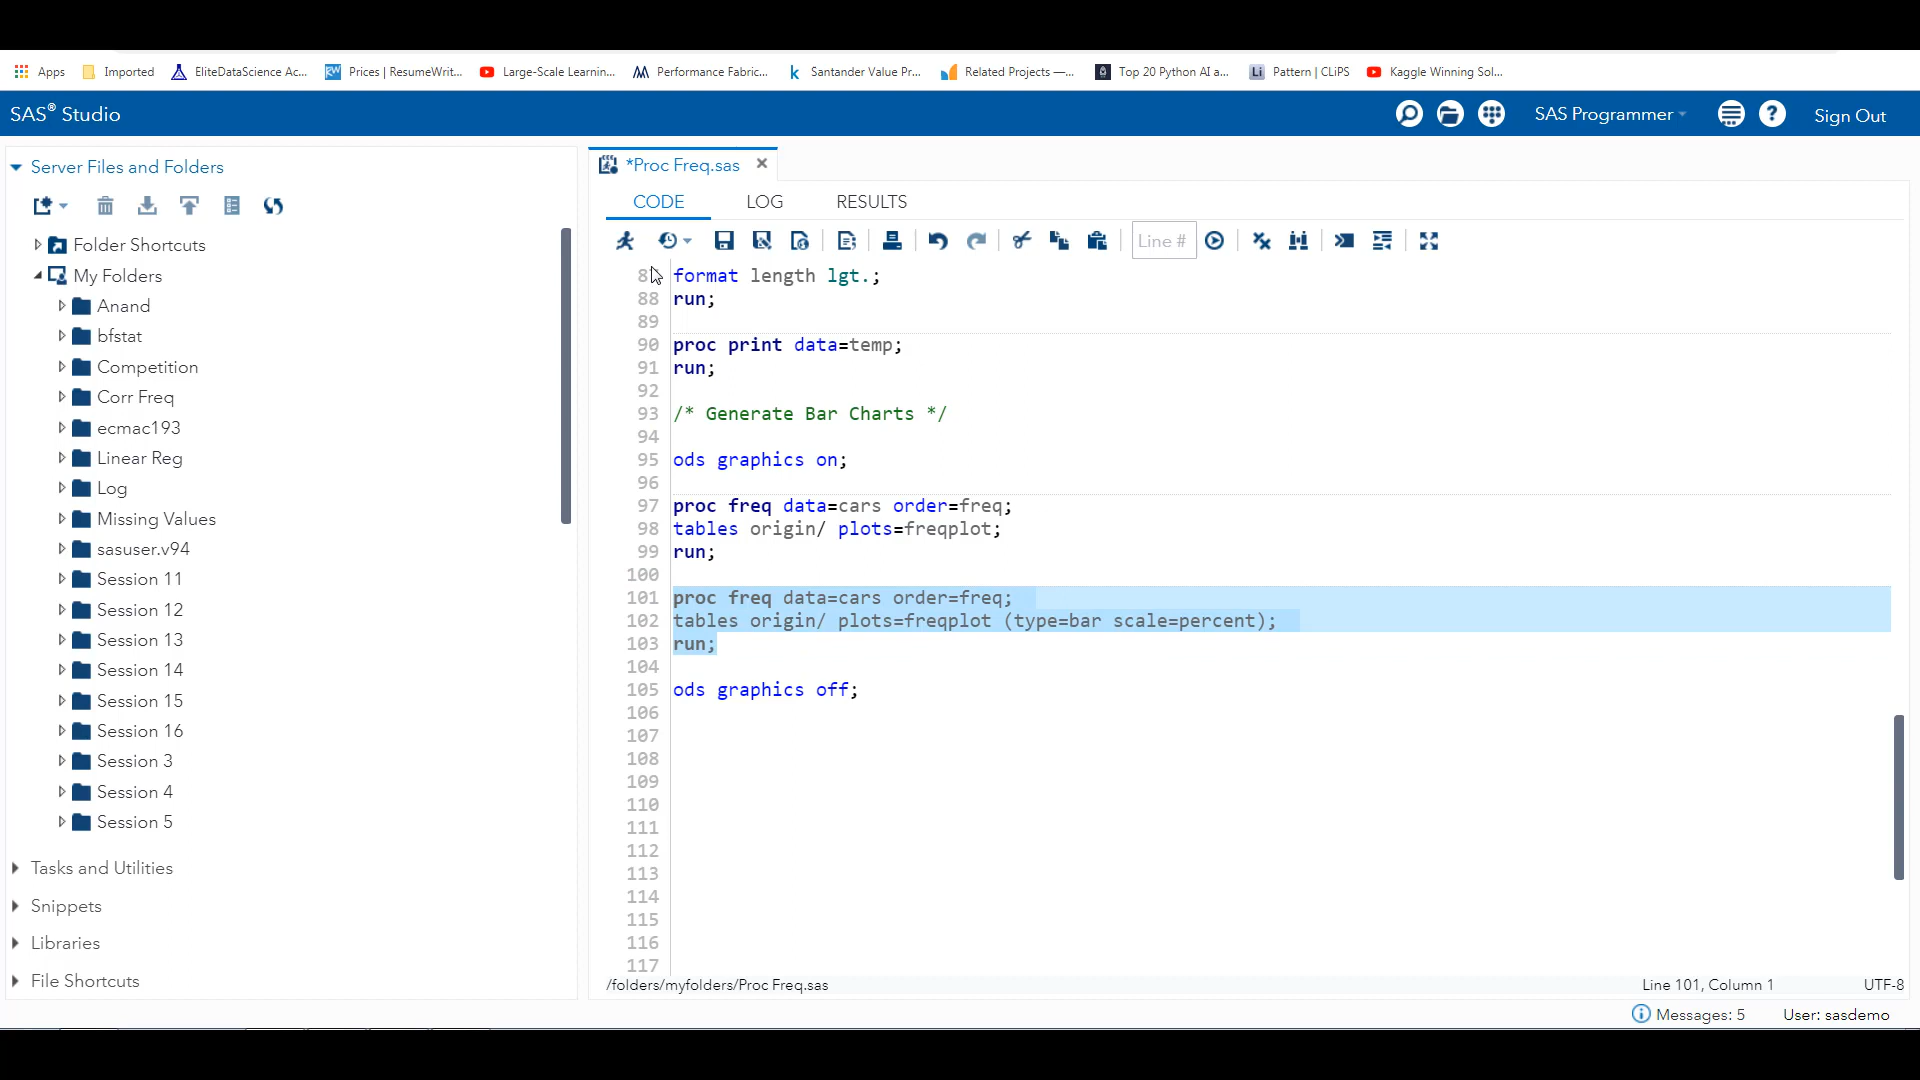 Apps
Imported
EliteDataScience Ac...
Prices | ResumeWrit...
Large-Scale Learnin...
Performance Fabric...
Santander Value Pr...
Related Projects —...
Top 20 Python AI a...
Pattern | CLiPS
Kaggle Winning Sol...
SAS® Studio
SAS Programmer
Sign Out
Server Files and Folders
Folder Shortcuts
My Folders
Anand
bfstat
Competition
Corr Freq
ecmac193
Linear Reg
Log
Missing Values
sasuser.v94
Session 11
Session 12
Session 13
Session 14
Session 15
Session 16
Session 3
Session 4
Session 5
Tasks and Utilities
Snippets
Libraries
File Shortcuts
*Proc Freq.sas
CODE LOG RESULTS
Line #
format length lgt.;
88 run;
89
90 proc print data=temp;
91 run;
92
93 /* Generate Bar Charts */
94
95 ods graphics on;
96
97 proc freq data=cars order=freq;
98 tables origin/ plots=freqplot;
99 run;
100
101 proc freq data=cars order=freq;
102 tables origin/ plots=freqplot (type=bar scale=percent);
103 run;
104
105 ods graphics off;
106
107
108
109
110
111
112
113
114
115
116
117
/folders/myfolders/Proc Freq.sas
Line 101, Column 1
UTF-8
Messages: 5
User: sasdemo